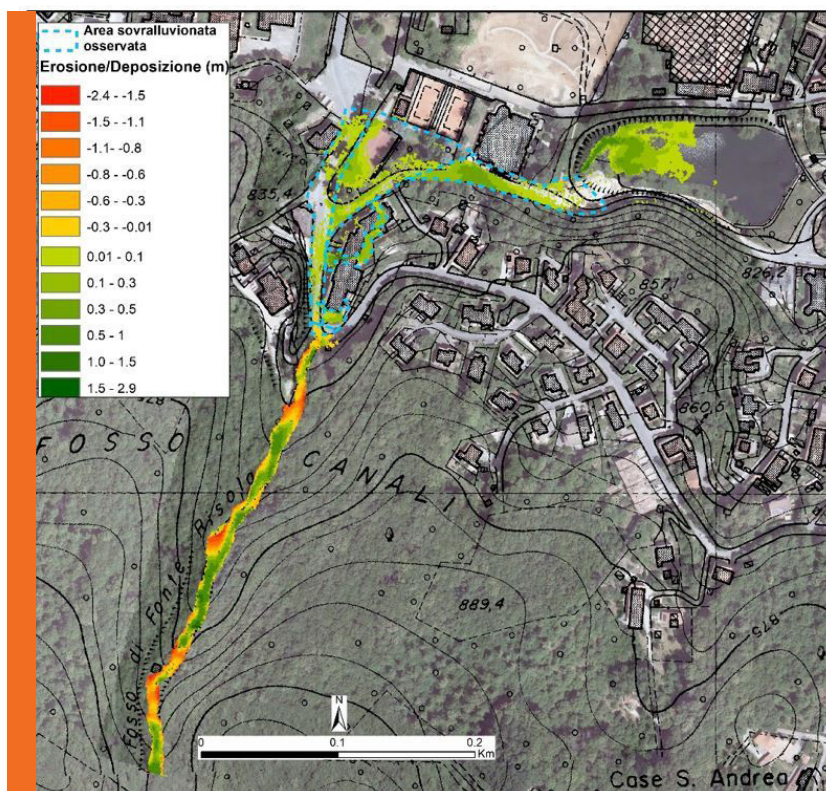 Area sovralluvionata
osservata
Erosione/Deposizione (m)
-2.4 - -1.5
-1.5 - -1.1
-1.1- -0.8
-0.8 - -0.6
-0.6 - -0.3
-0.3 - -0.01
0.01 - 0.1
0.1 - 0.3
0.3 - 0.5
0.5 - 1
1.0 - 1.5
1.5 - 2.9
835,4
826,2
857,1
860,5
FOSSO
CANALI
Fosso di Fonte Risolo
889,4
875
N
0 0.1 0.2
Km
Case S. Andrea